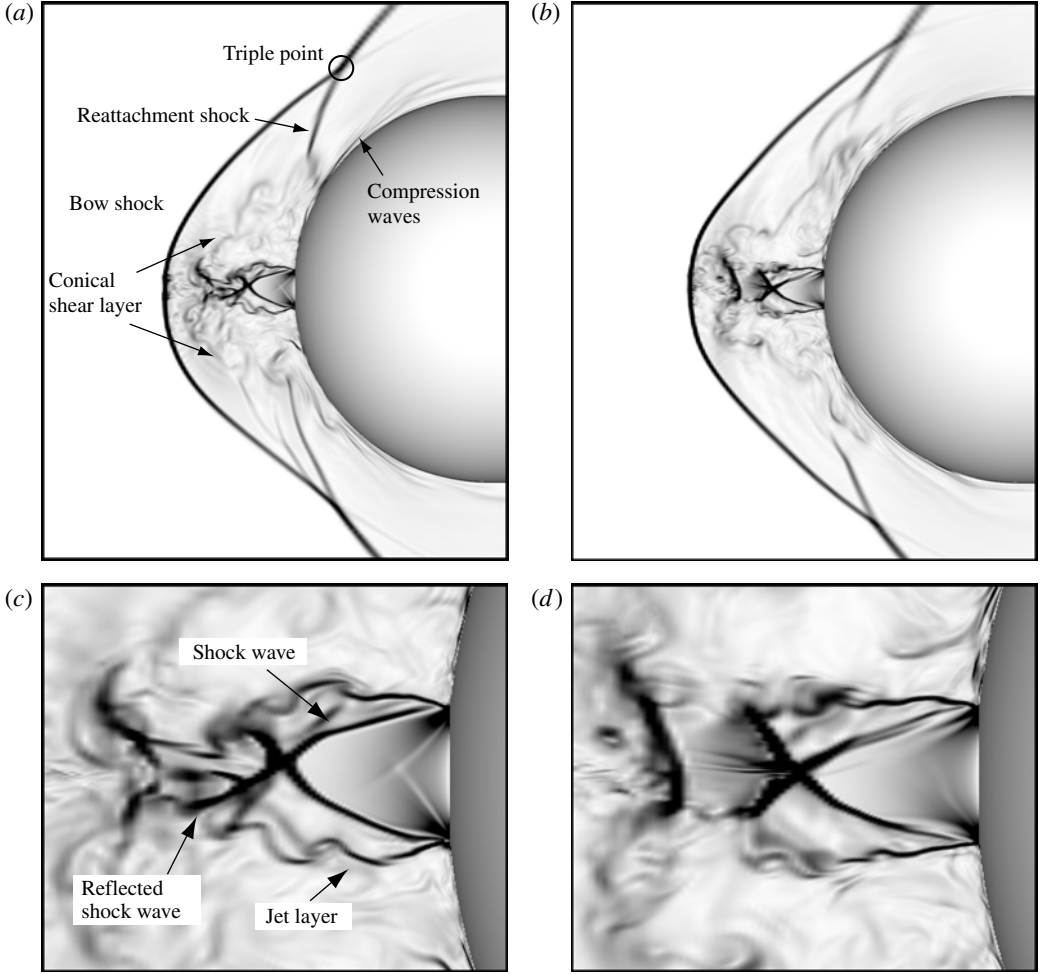 (a)
Triple point
Reattachment shock
Compression
waves
Bow shock
Conical
shear layer
(b)
(c)
Shock wave
Reflected
shock wave
Jet layer
(d)